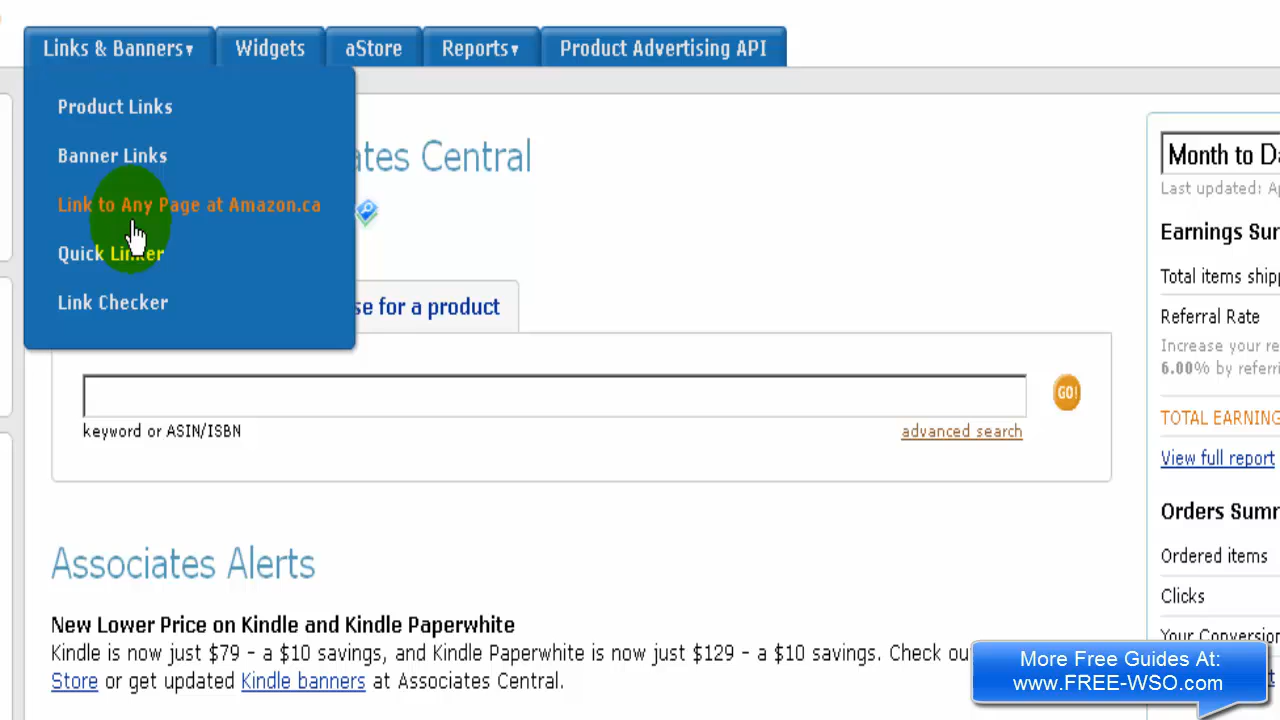 Links & Banners▾ Widgets aStore Reports▾ Product Advertising API
Product Links
Banner Links
Link to Any Page at Amazon.ca
Quick Linker
Link Checker
ates Central
se for a product
GO!
keyword or ASIN/ISBN
advanced search
Associates Alerts
New Lower Price on Kindle and Kindle Paperwhite
Kindle is now just $79 - a $10 savings, and Kindle Paperwhite is now just $129 - a $10 savings. Check ou
Store or get updated Kindle banners at Associates Central.
Month to Da
Last updated: Ap
Earnings Sum
Total items shipp
Referral Rate
Increase your re
6.00% by referri
TOTAL EARNING
View full report
Orders Summ
Ordered items
Clicks
Your Conversion
More Free Guides At:
www.FREE-WSO.com